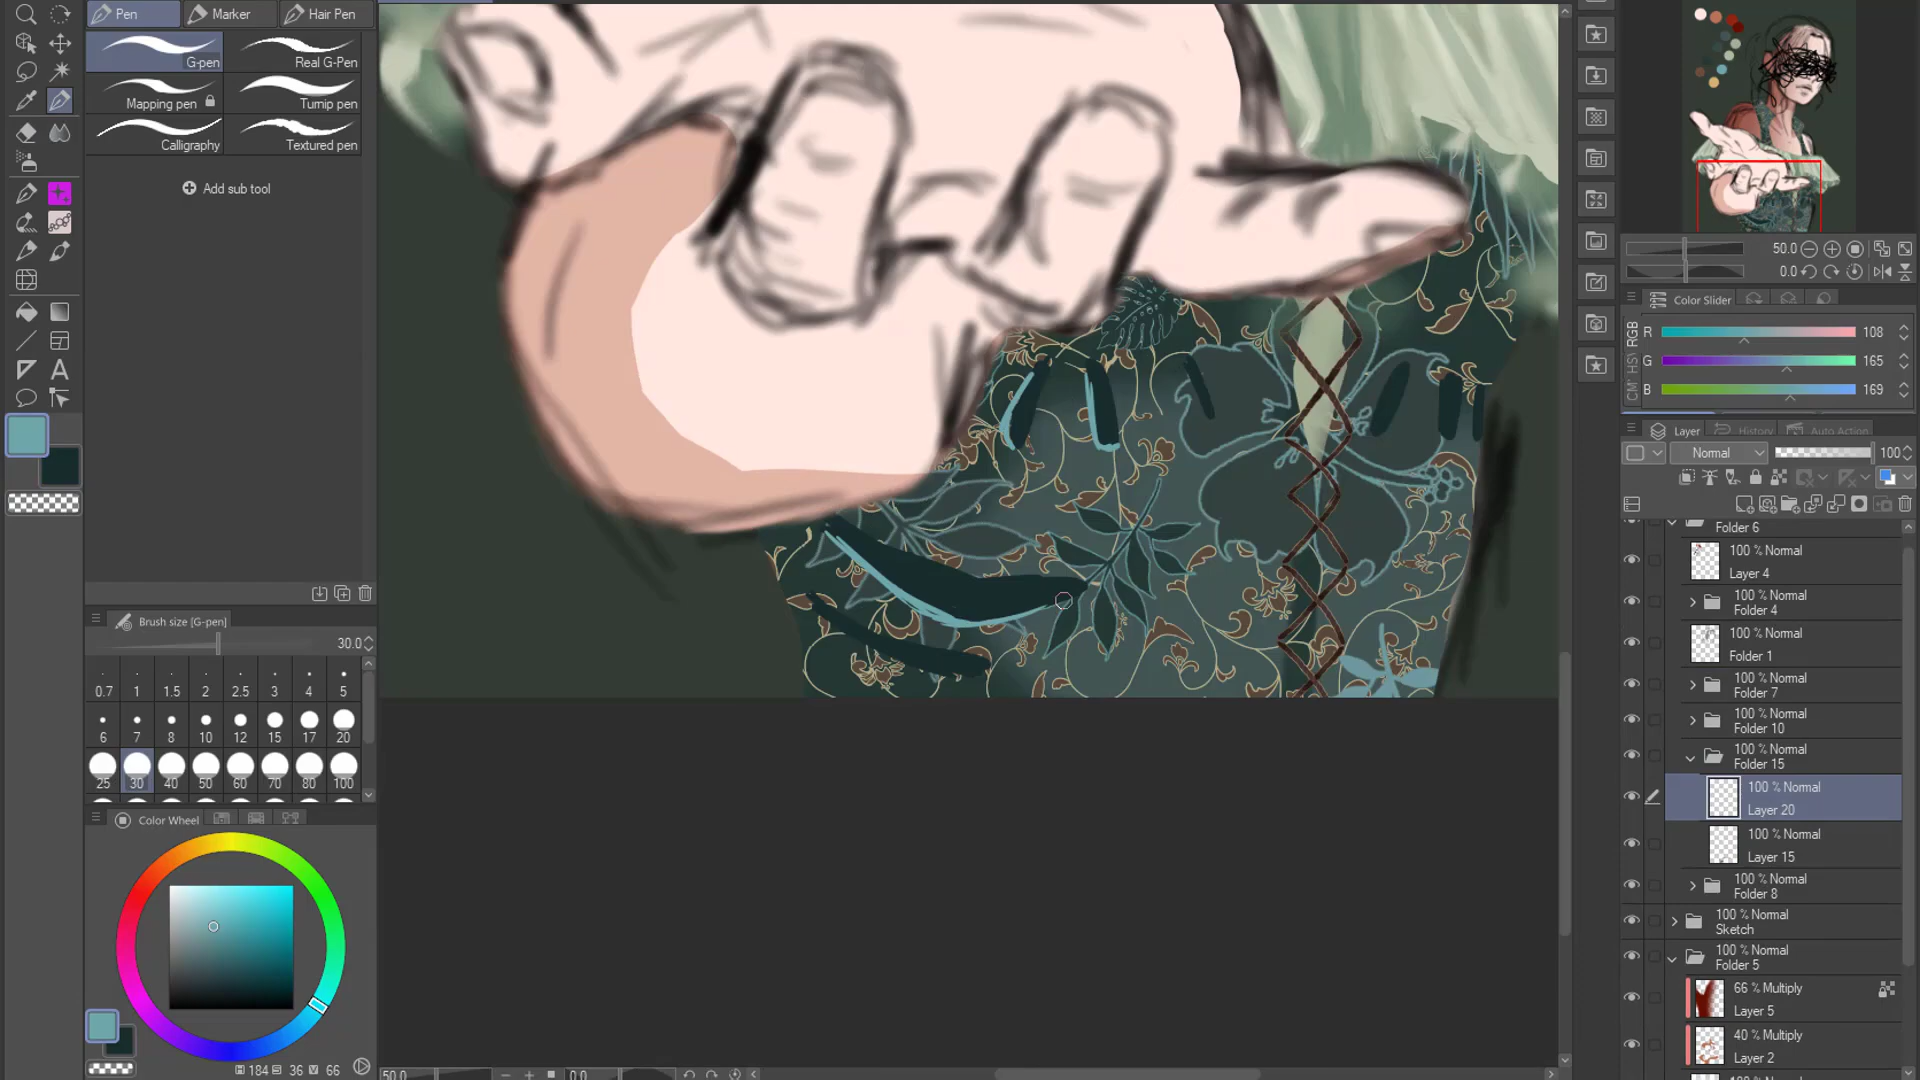 Pen
Marker
Hair Pen
G-pen
Real G-Pen
Mapping pen
Turnip pen
Calligraphy
Textured pen
Add sub tool
Brush size [G-pen]
30.0
0.7 1 1.5 2 2.5 3 4 5
6 7 8 10 12 15 17 20
25 30 40 50 60 70 80 100
Color Wheel
H 184 S 36 V 66
50.0
0.0
50.0
0.0
Color Slider
RGB
R 108
G 165
B 169
Layer
History
Auto Action
Normal
100
Folder 6
100 % Normal
Layer 4
100 % Normal
Folder 4
100 % Normal
Folder 1
100 % Normal
Folder 7
100 % Normal
Folder 10
100 % Normal
Folder 15
100 % Normal
Layer 20
100 % Normal
Layer 15
100 % Normal
Folder 8
100 % Normal
Sketch
100 % Normal
Folder 5
66 % Multiply
Layer 5
40 % Multiply
Layer 2